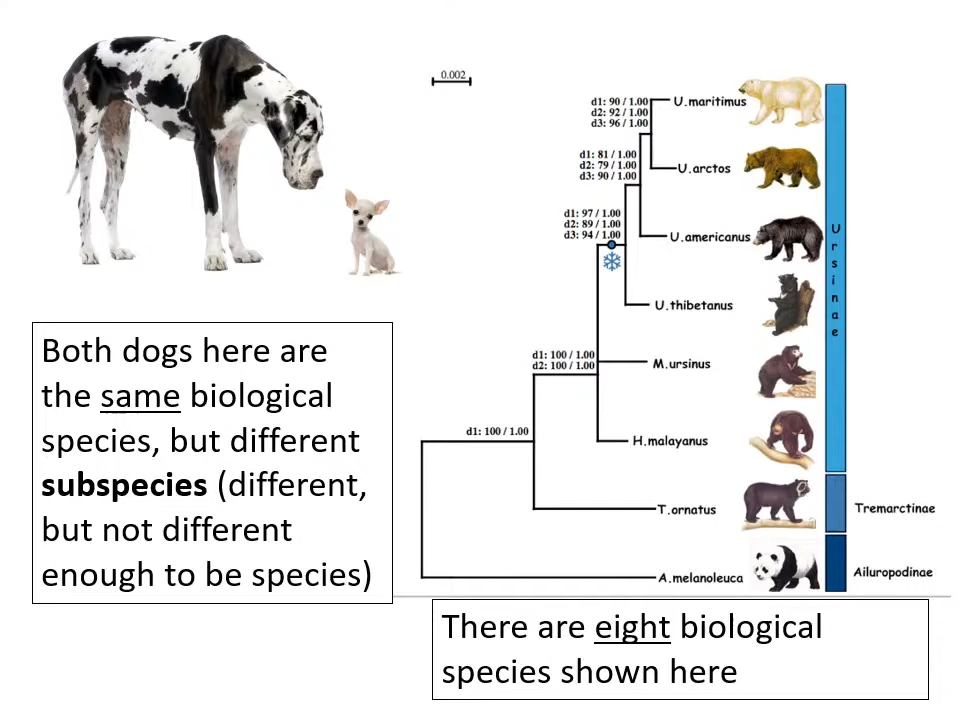 Both dogs here are
the same biological
species, but different
subspecies (different,
but not different
enough to be species)
0.002
d1: 90 / 1.00
d2: 92 / 1.00
d3: 96 / 1.00
U.maritimus
d1: 81 / 1.00
d2: 79 / 1.00
d3: 90 / 1.00
U.arctos
d1: 97 / 1.00
d2: 89 / 1.00
d3: 94 / 1.00
U.americanus
U.thibetanus
d1: 100 / 1.00
d2: 100 / 1.00
M.ursinus
H.malayanus
d1: 100 / 1.00
T.ornatus
A.melanoleuca
Ursinae
Tremarctinae
Ailuropodinae
There are eight biological
species shown here